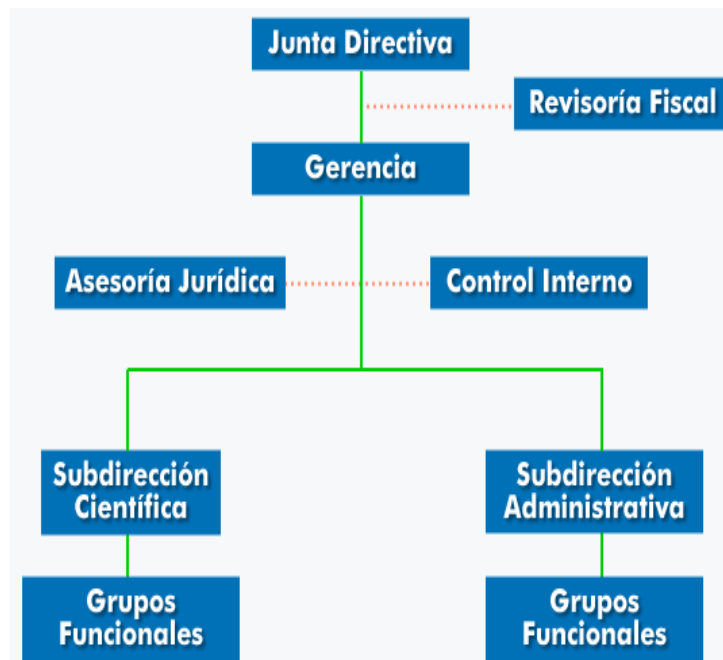 Junta Directiva
Revisoría Fiscal
Gerencia
Asesoría Jurídica
Control Interno
Subdirección
Científica
Subdirección
Administrativa
Grupos
Funcionales
Grupos
Funcionales